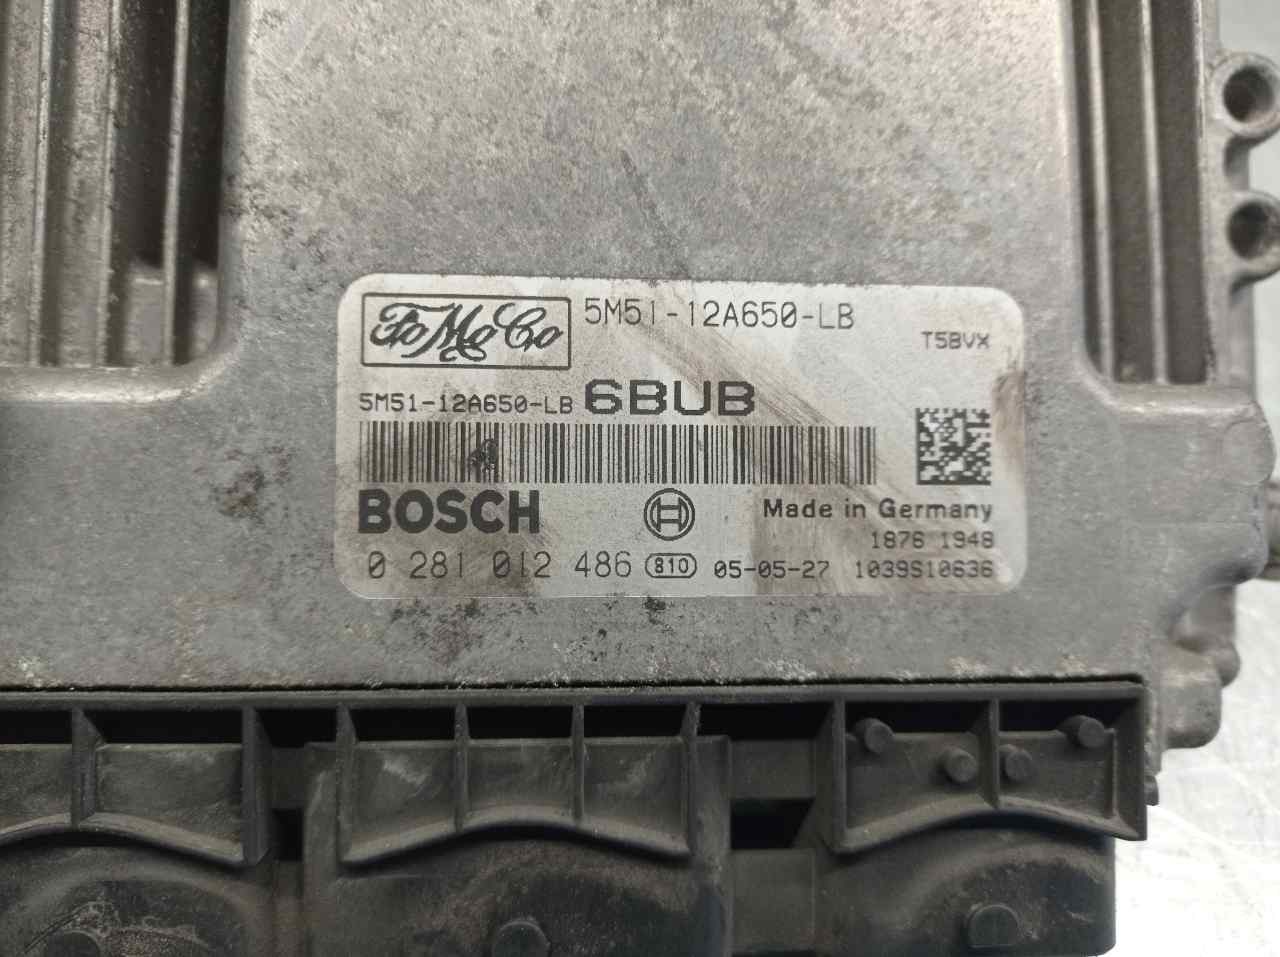 FoMoCo 5M51-12A650-LB
T5BVX
5M51-12A650-LB 6BUB
BOSCH
Made in Germany
1876 1948
0 281 012 486 810 05-05-27 1039S10636